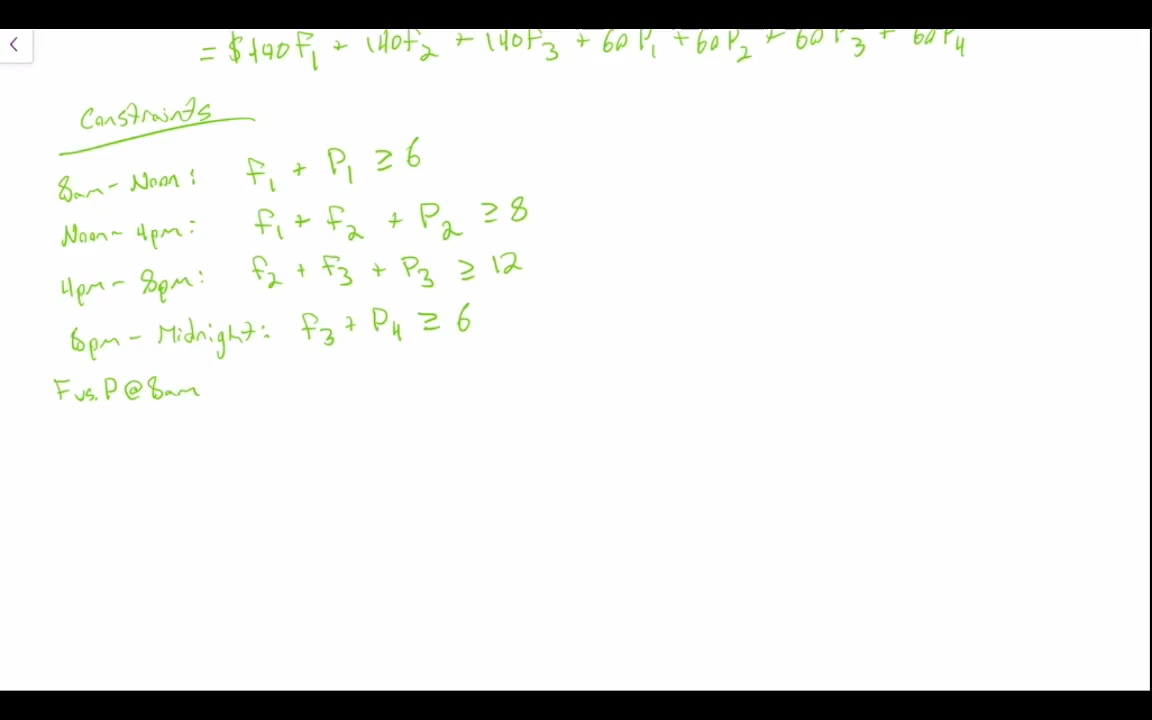 = $140F₁ + 140F₂ + 140F₃ + 60P₁ + 60P₂ + 60P₃ + 60P₄
Constraints
8am - Noon: F₁ + P₁ ≥ 6
Noon - 4pm: F₁ + F₂ + P₂ ≥ 8
4pm - 8pm: F₂ + F₃ + P₃ ≥ 12
8pm - Midnight: F₃ + P₄ ≥ 6
F vs. P @ 8am